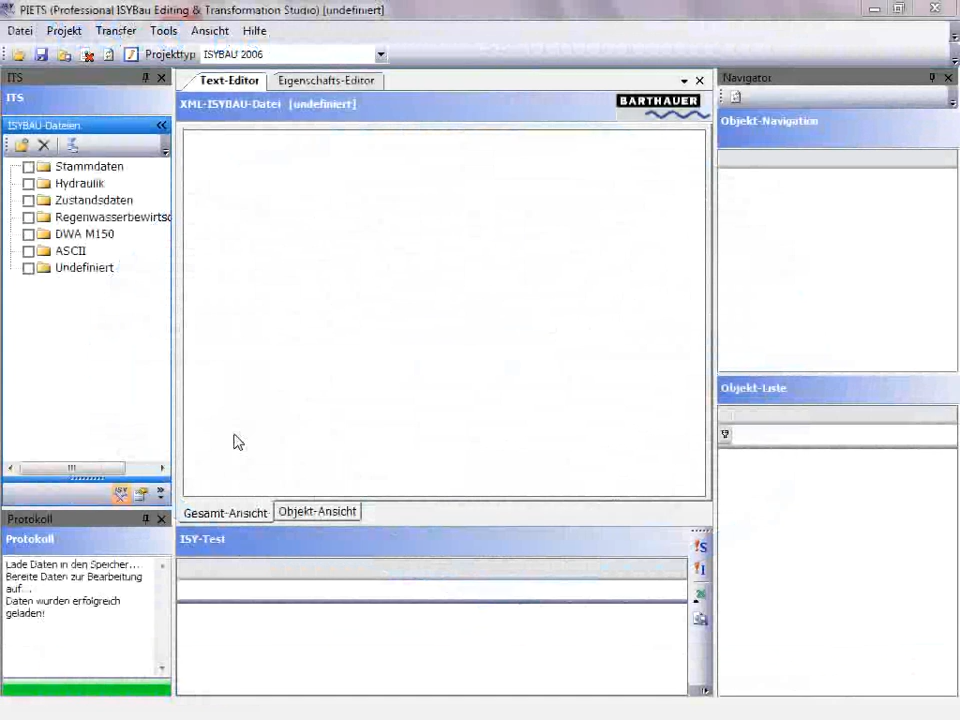 PIETS (Professional ISYBau Editing & Transformation Studio) [undefiniert]
Datei Projekt Transfer Tools Ansicht Hilfe
Projekttyp ISYBAU 2006
ITS
ITS
ISYBAU-Dateien
Stammdaten
Hydraulik
Zustandsdaten
Regenwasserbewirtsc
DWA M150
ASCII
Undefiniert
Text-Editor Eigenschafts-Editor
XML-ISYBAU-Datei [undefiniert]
BARTHAUER
Gesamt-Ansicht Objekt-Ansicht
Navigator
Objekt-Navigation
Objekt-Liste
Protokoll
Protokoll
Lade Daten in den Speicher...
Bereite Daten zur Bearbeitung
auf...
Daten wurden erfolgreich
geladen!
ISY-Test